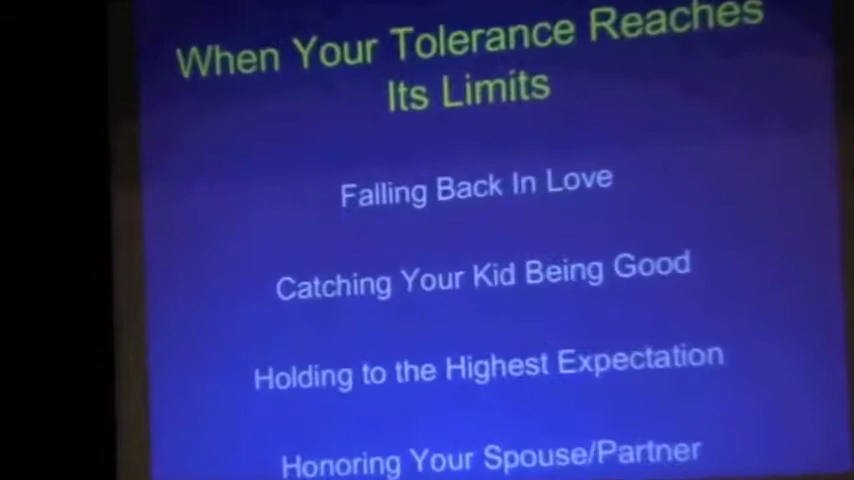 When Your Tolerance Reaches
Its Limits
Falling Back In Love
Catching Your Kid Being Good
Holding to the Highest Expectation
Honoring Your Spouse/Partner